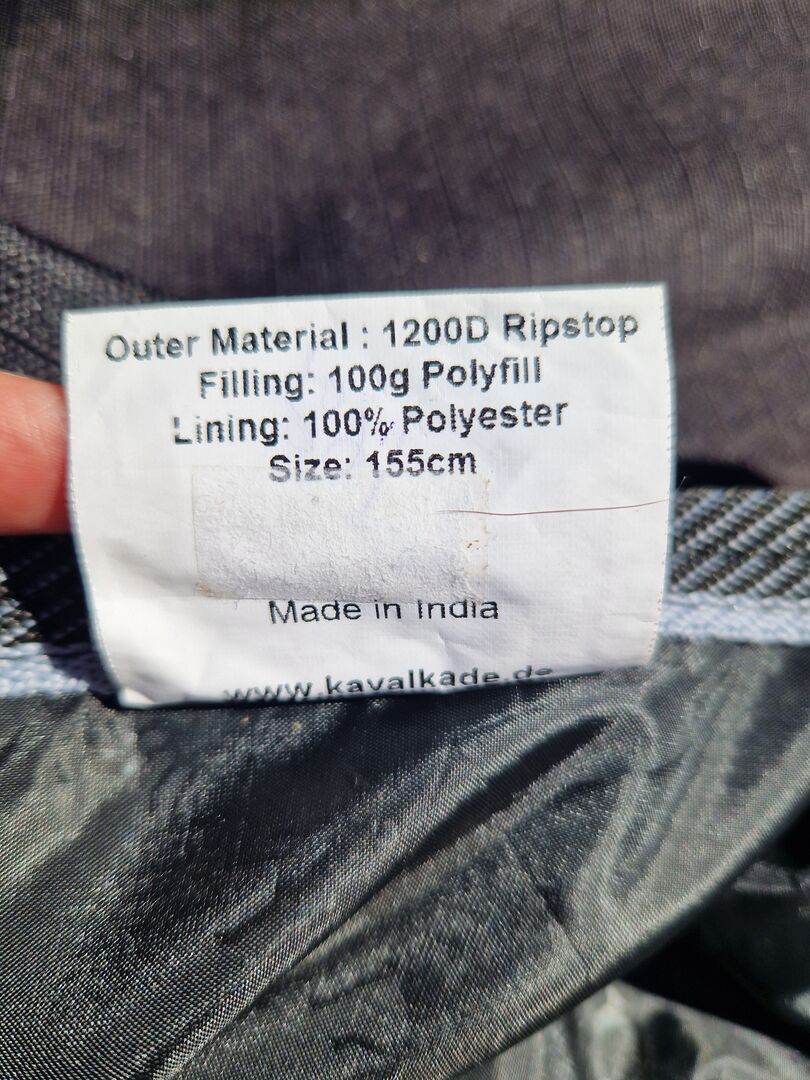 Outer Material : 1200D Ripstop
Filling: 100g Polyfill
Lining: 100% Polyester
Size: 155cm
Made in India
www.kavalkade.de